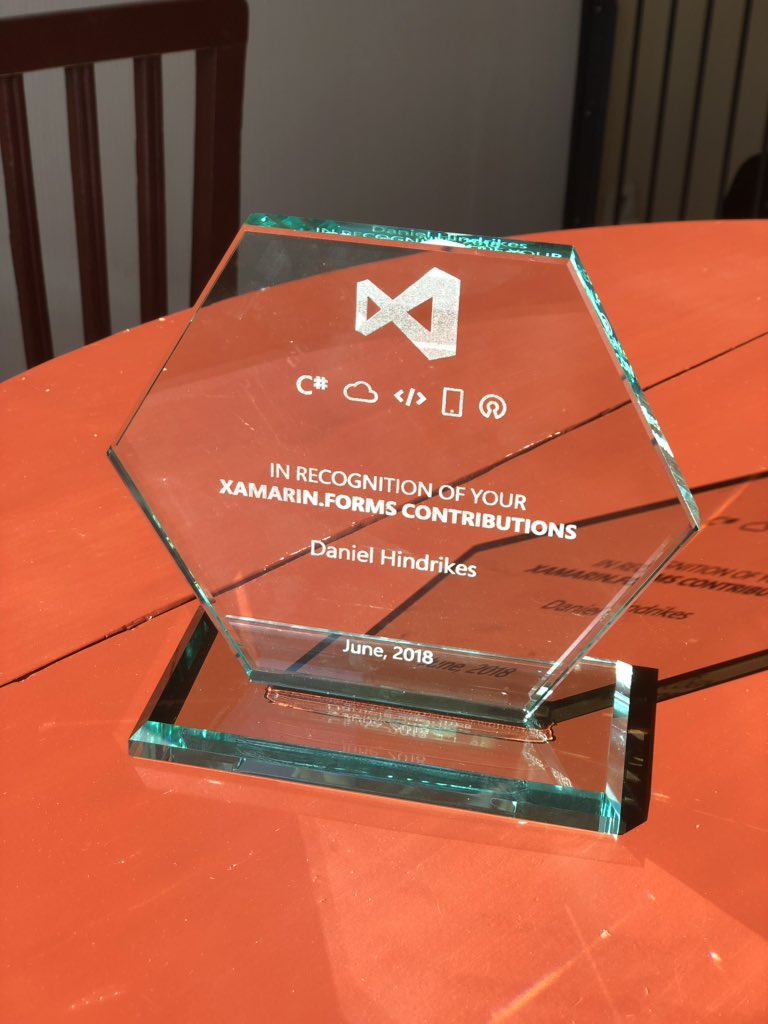 C#
</>
IN RECOGNITION OF YOUR
XAMARIN.FORMS CONTRIBUTIONS
Daniel Hindrikes
June, 2018